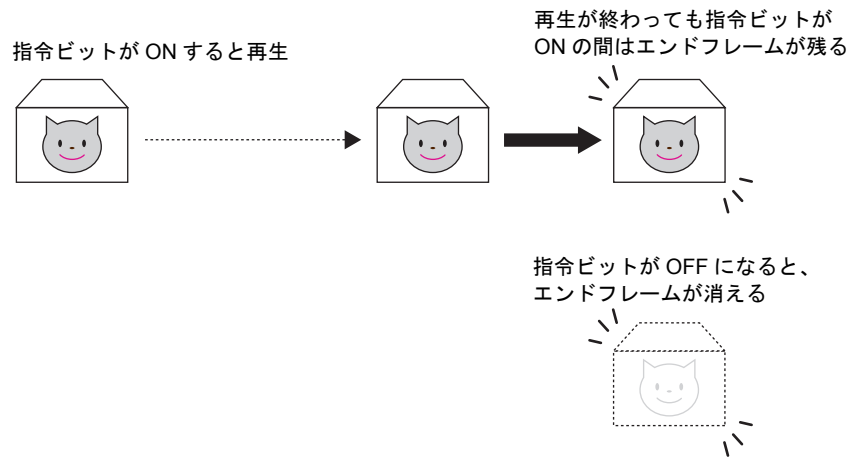 指令ビットが ON すると再生
再生が終わっても指令ビットが
ON の間はエンドフレームが残る
指令ビットが OFF になると、
エンドフレームが消える